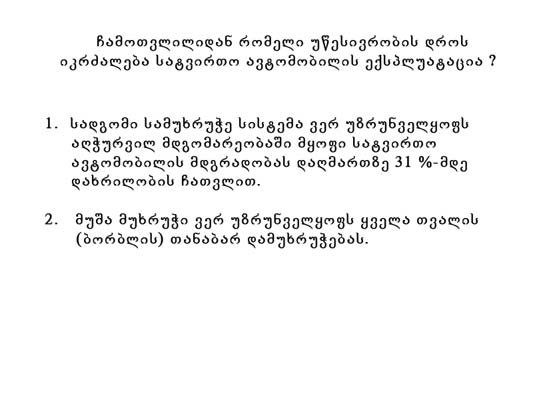 ჩამოთვლილიდან რომელი უწესივრობის დროს
იკრძალება სატვირთო ავტომობილის ექსპლუატაცია ?
1. სადგომი სამუხრუჭე სისტემა ვერ უზრუნველყოფს
აღჭურვილ მდგომარეობაში მყოფი სატვირთო
ავტომობილის მდგრადობას დაღმართზე 31 %-მდე
დახრილობის ჩათვლით.
2. მუშა მუხრუჭი ვერ უზრუნველყოფს ყველა თვალის
(ბორბლის) თანაბარ დამუხრუჭებას.